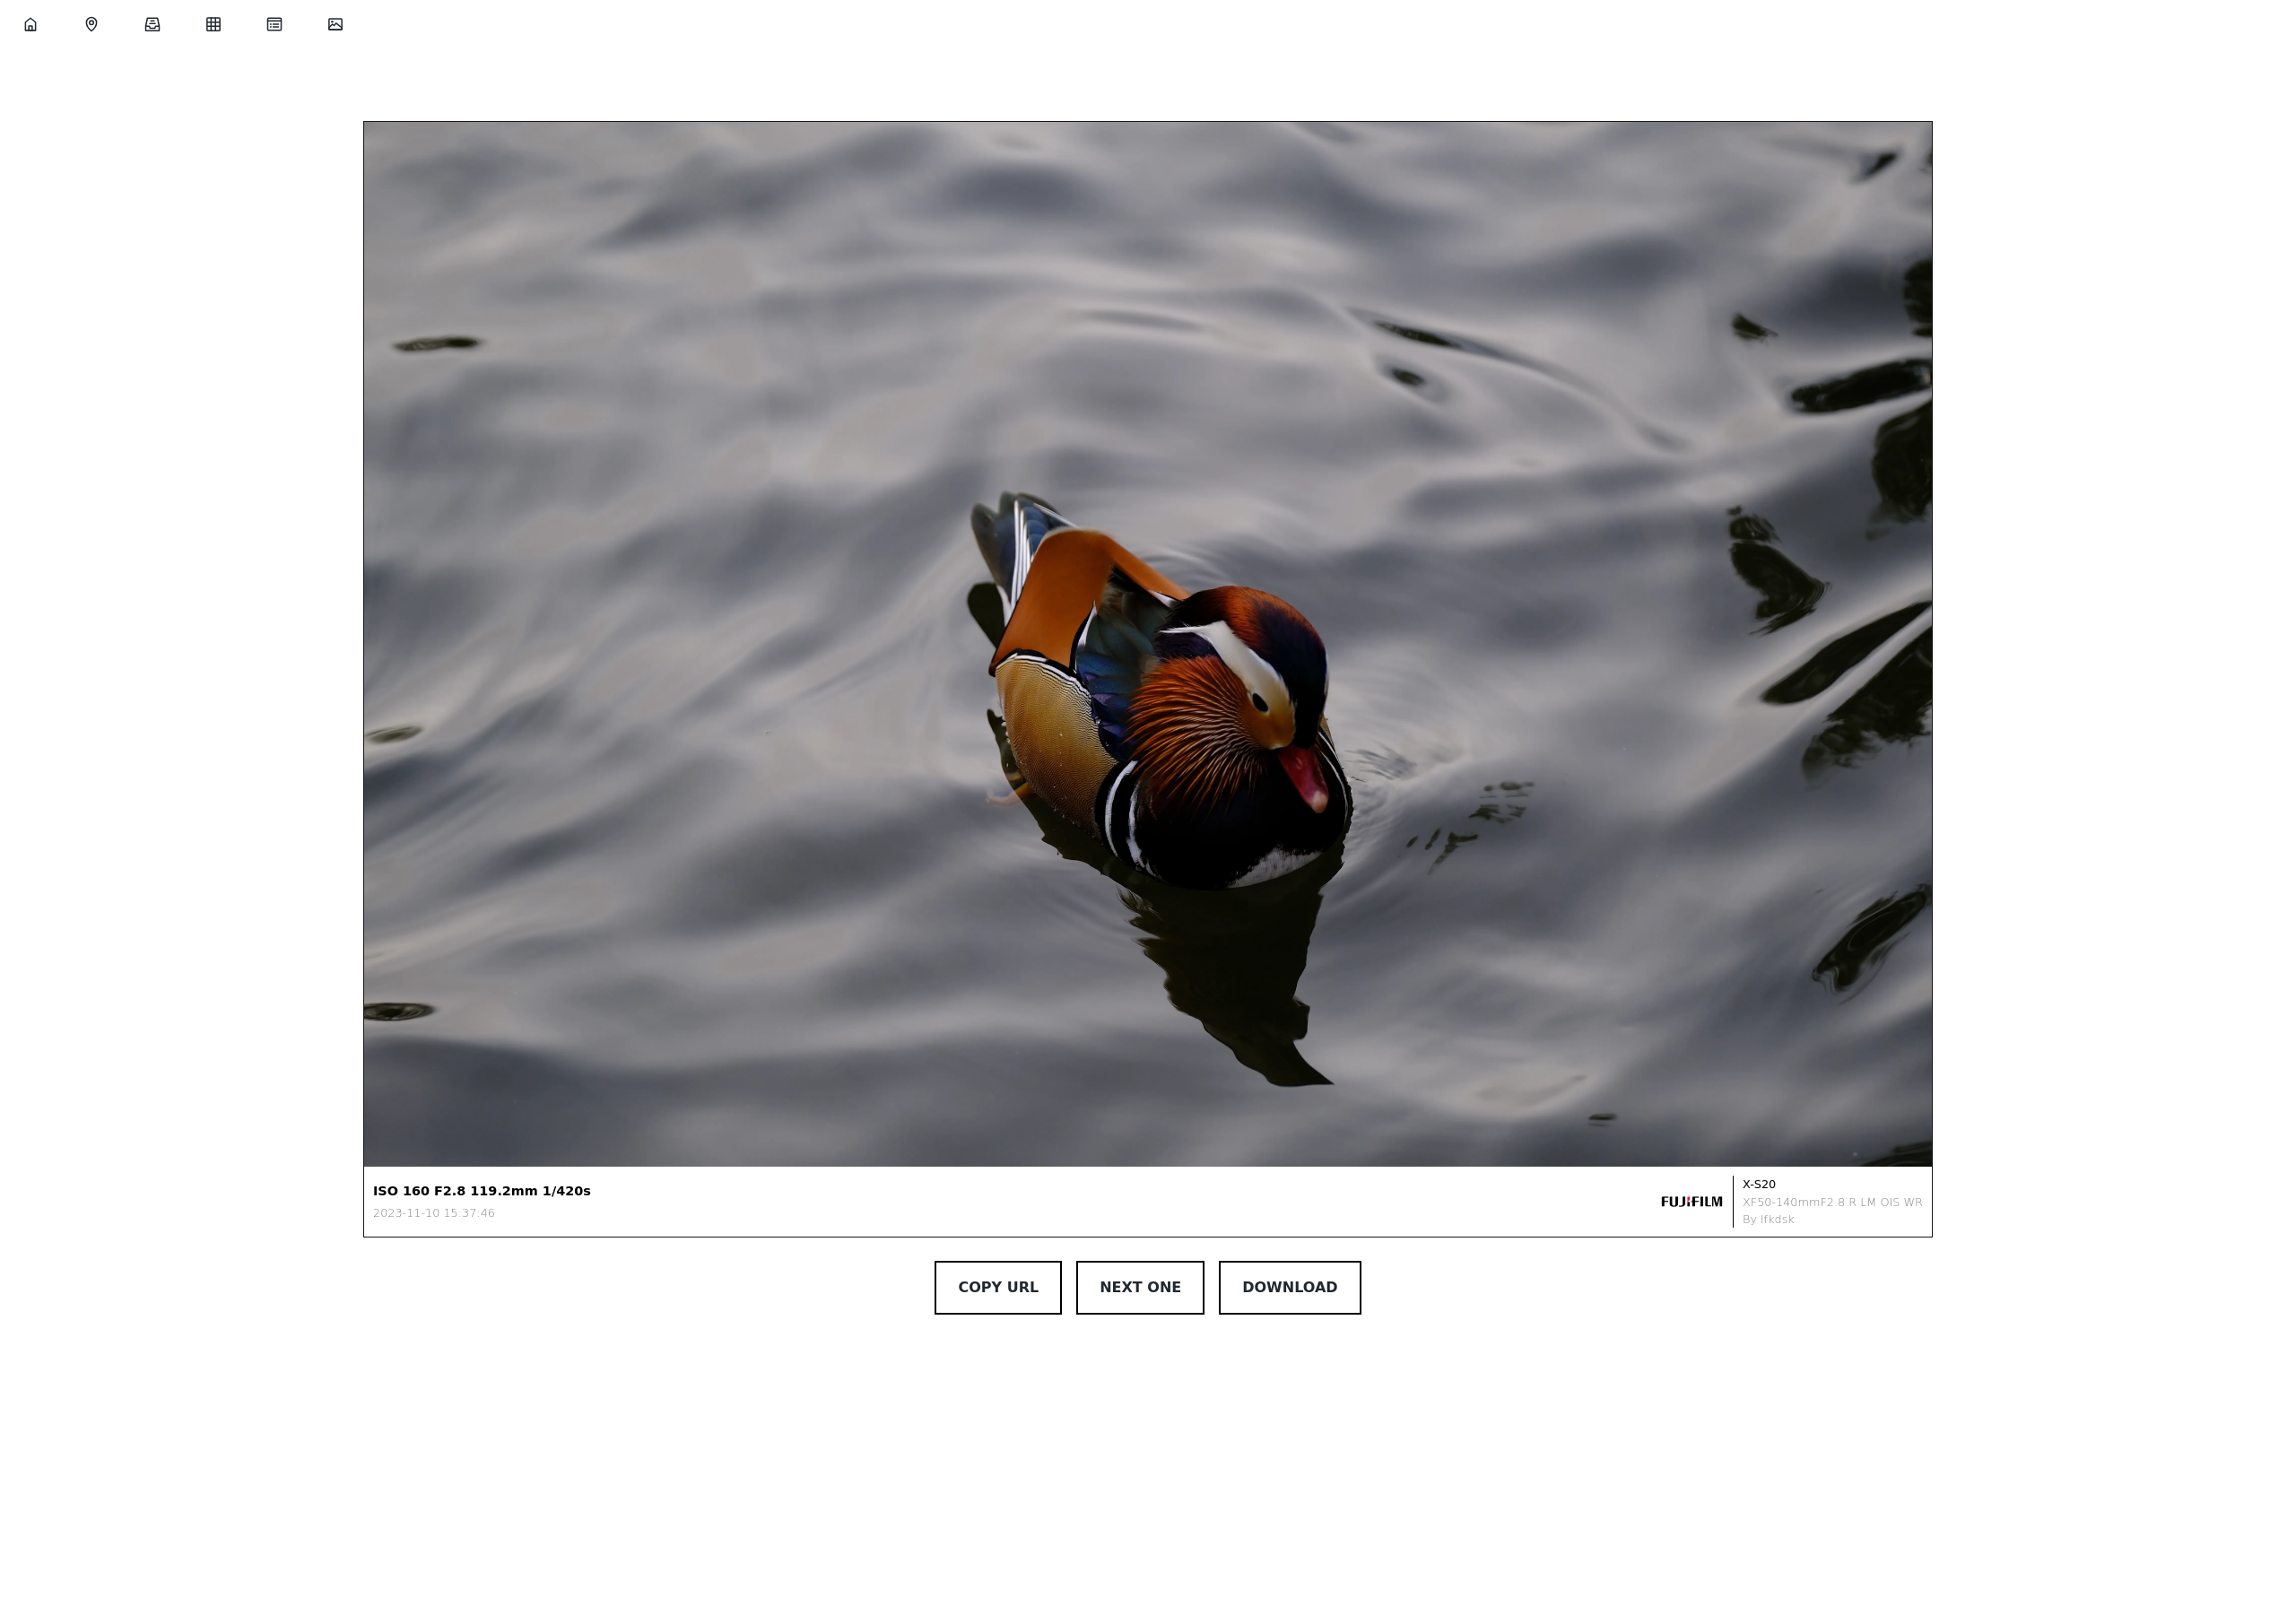 ISO 160 F2.8 119.2mm 1/420s
2023-11-10 15:37:46
FUJIFILM
X-S20
XF50-140mmF2.8 R LM OIS WR
By lfkdsk
COPY URL
NEXT ONE
DOWNLOAD